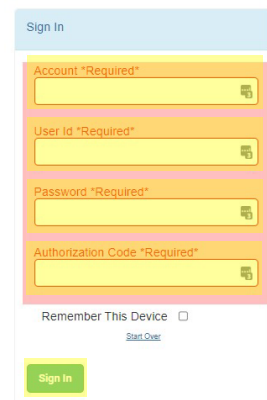 Sign In
Account *Required*
User Id *Required*
Password *Required*
Authorization Code *Required*
Remember This Device
Start Over
Sign In